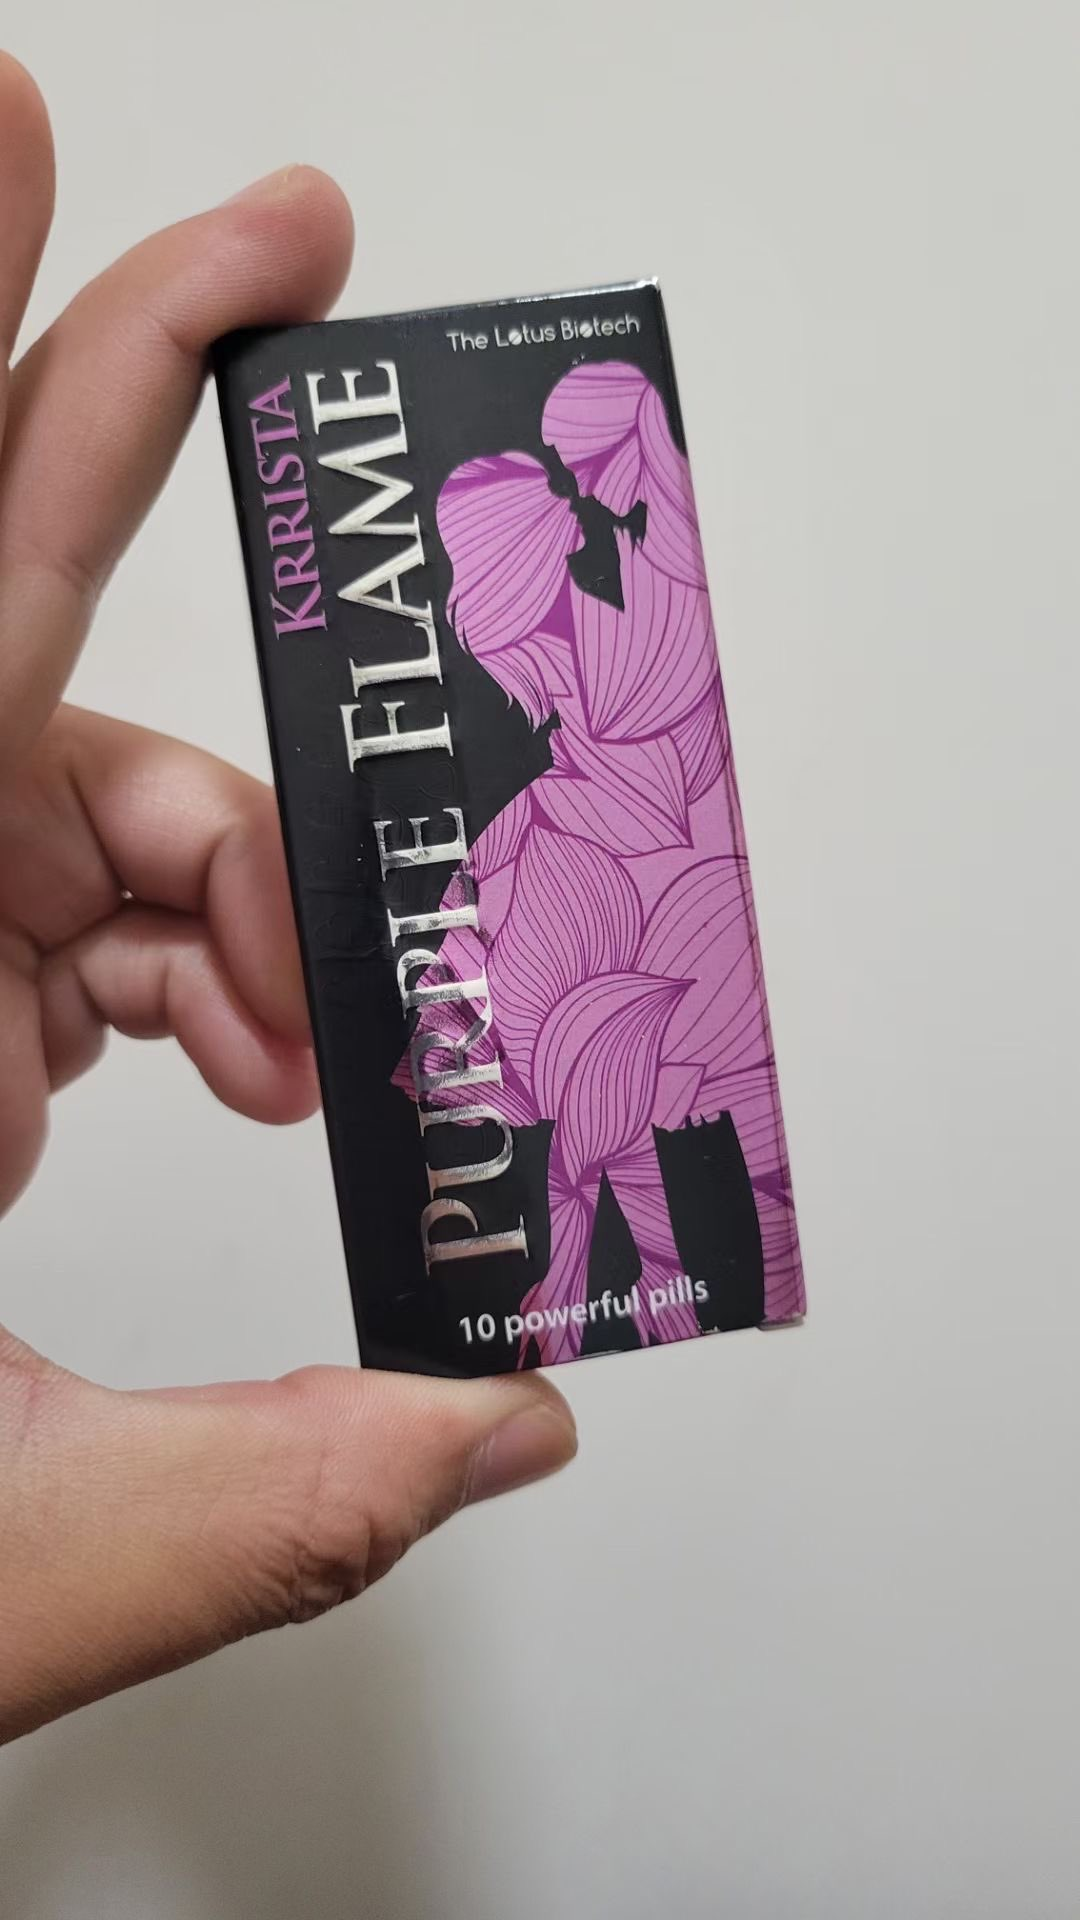 The Lotus Biotech
KRRISTA
PURPLE FLAME
10 powerful pills